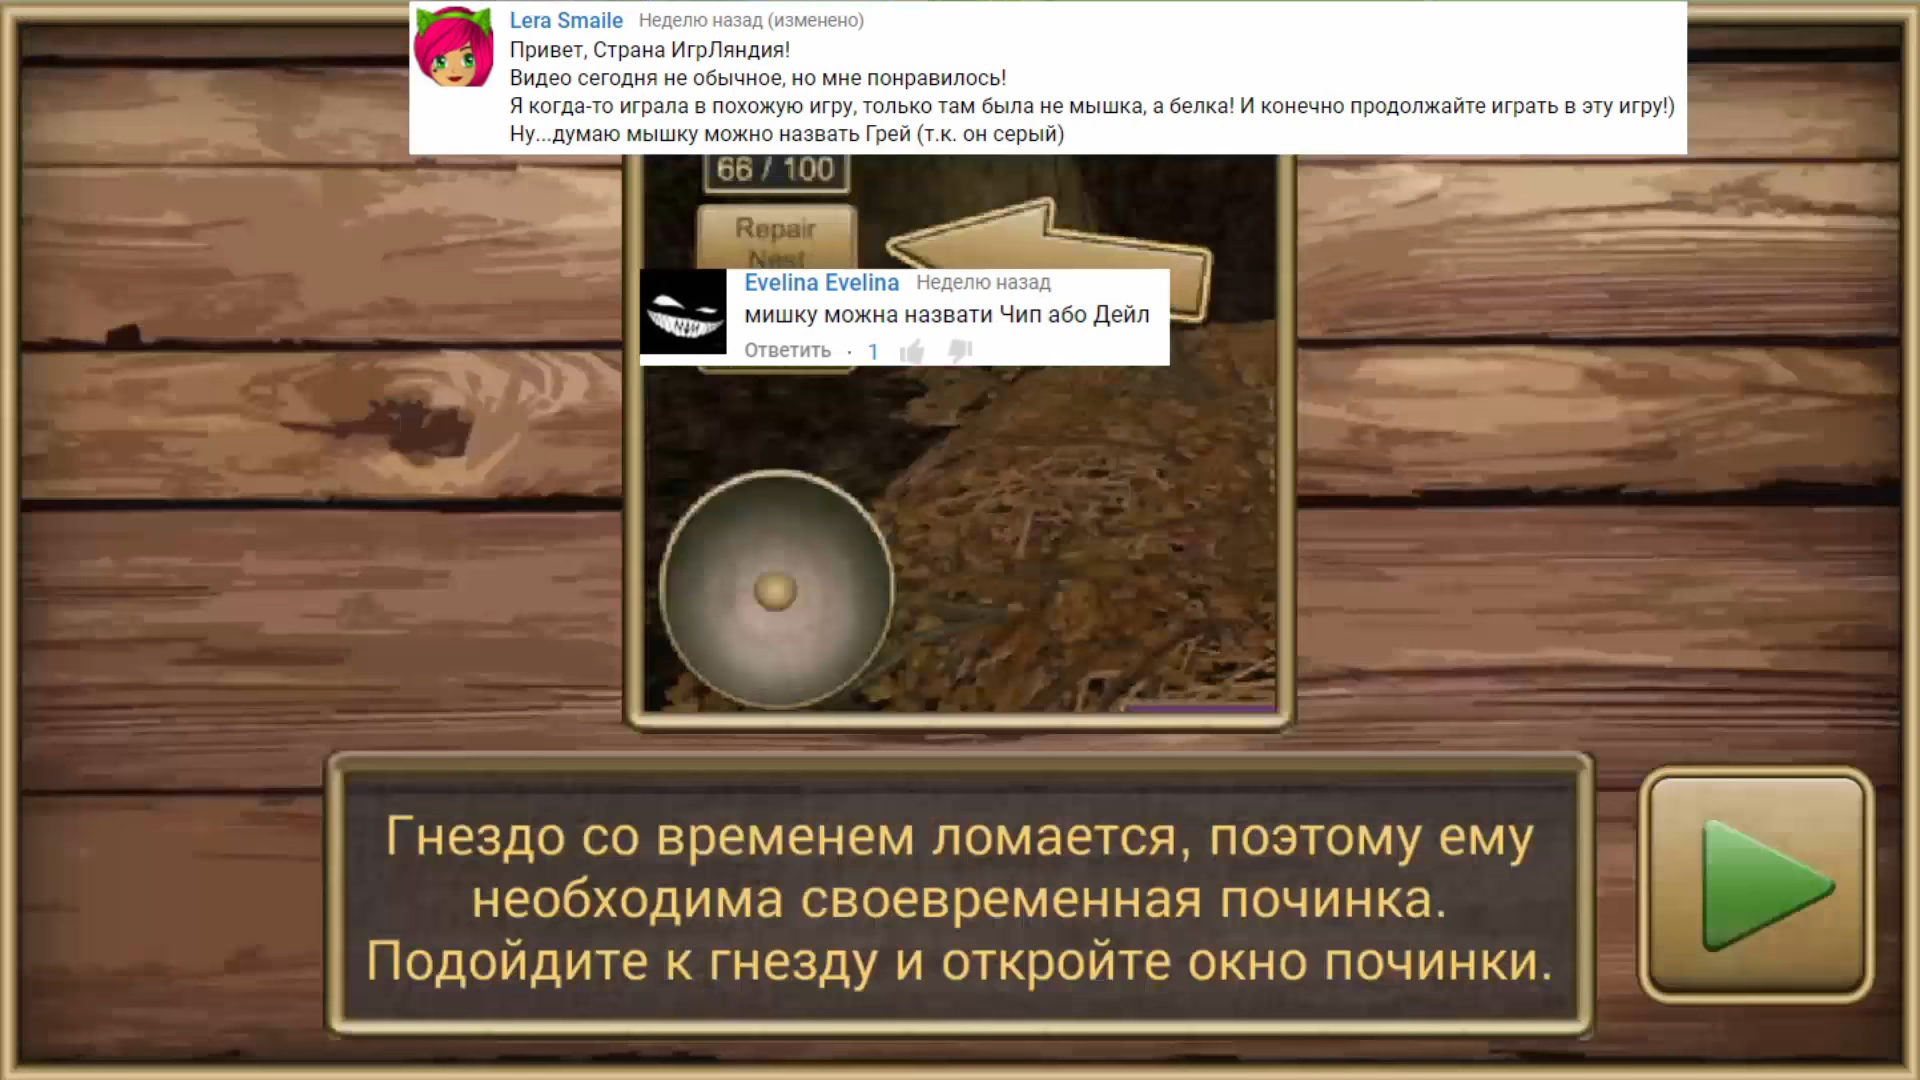 Lera Smaile Неделю назад (изменено)
Привет, Страна ИгрЛяндия!
Видео сегодня не обычное, но мне понравилось!
Я когда-то играла в похожую игру, только там была не мышка, а белка! И конечно продолжайте играть в эту игру!)
Ну...думаю мышку можно назвать Грей (т.к. он серый)
66 / 100
Repair
Nest
Evelina Evelina Неделю назад
мишку можна назвати Чип або Дейл
Ответить · 1
Гнездо со временем ломается, поэтому ему
необходима своевременная починка.
Подойдите к гнезду и откройте окно починки.